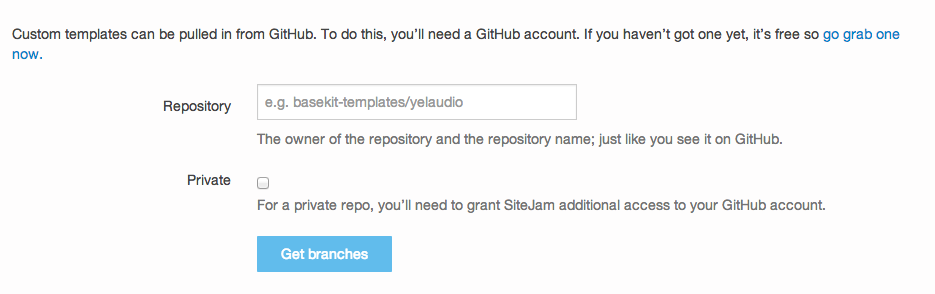 Custom templates can be pulled in from GitHub. To do this, you'll need a GitHub account. If you haven't got one yet, it's free so go grab one
now.
Repository
e.g. basekit-templates/yelaudio
The owner of the repository and the repository name; just like you see it on GitHub.
Private
For a private repo, you'll need to grant SiteJam additional access to your GitHub account.
Get branches